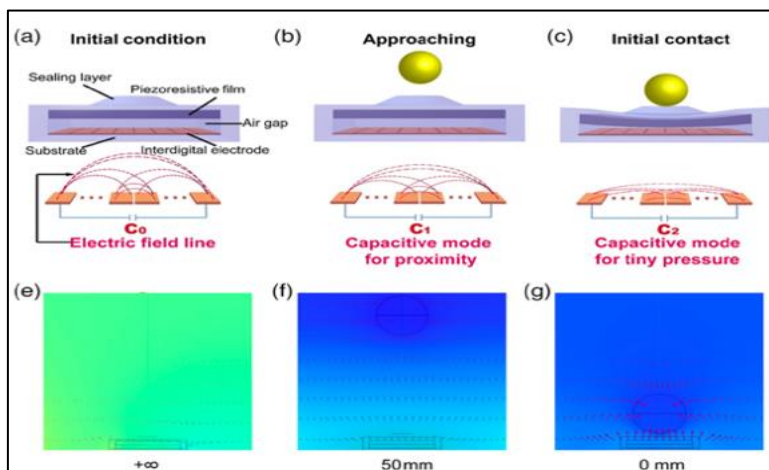 (a) Initial condition
(b) Approaching
(c) Initial contact
Sealing layer
Piezoresistive film
Air gap
Substrate
Interdigital electrode
C₀
Electric field line
C₁
Capacitive mode
for proximity
C₂
Capacitive mode
for tiny pressure
(e)
(f)
(g)
+∞
50mm
0 mm